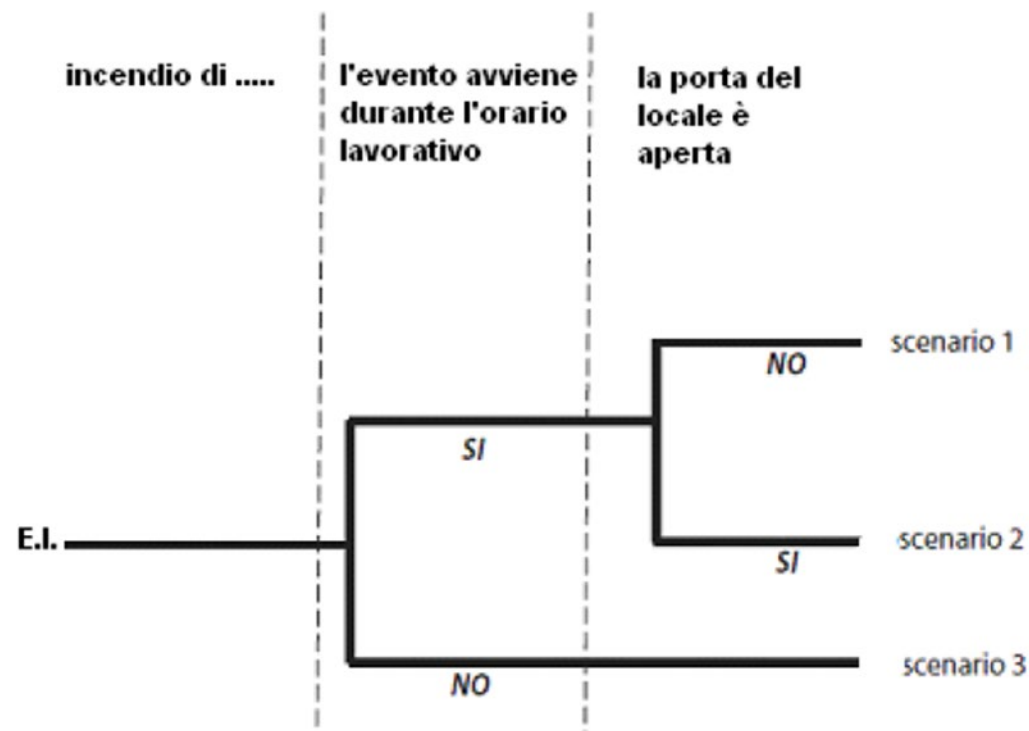 incendio di .....
l'evento avviene
durante l'orario
lavorativo
la porta del
locale è
aperta
scenario 1
NO
SI
E.I.
scenario 2
SI
scenario 3
NO